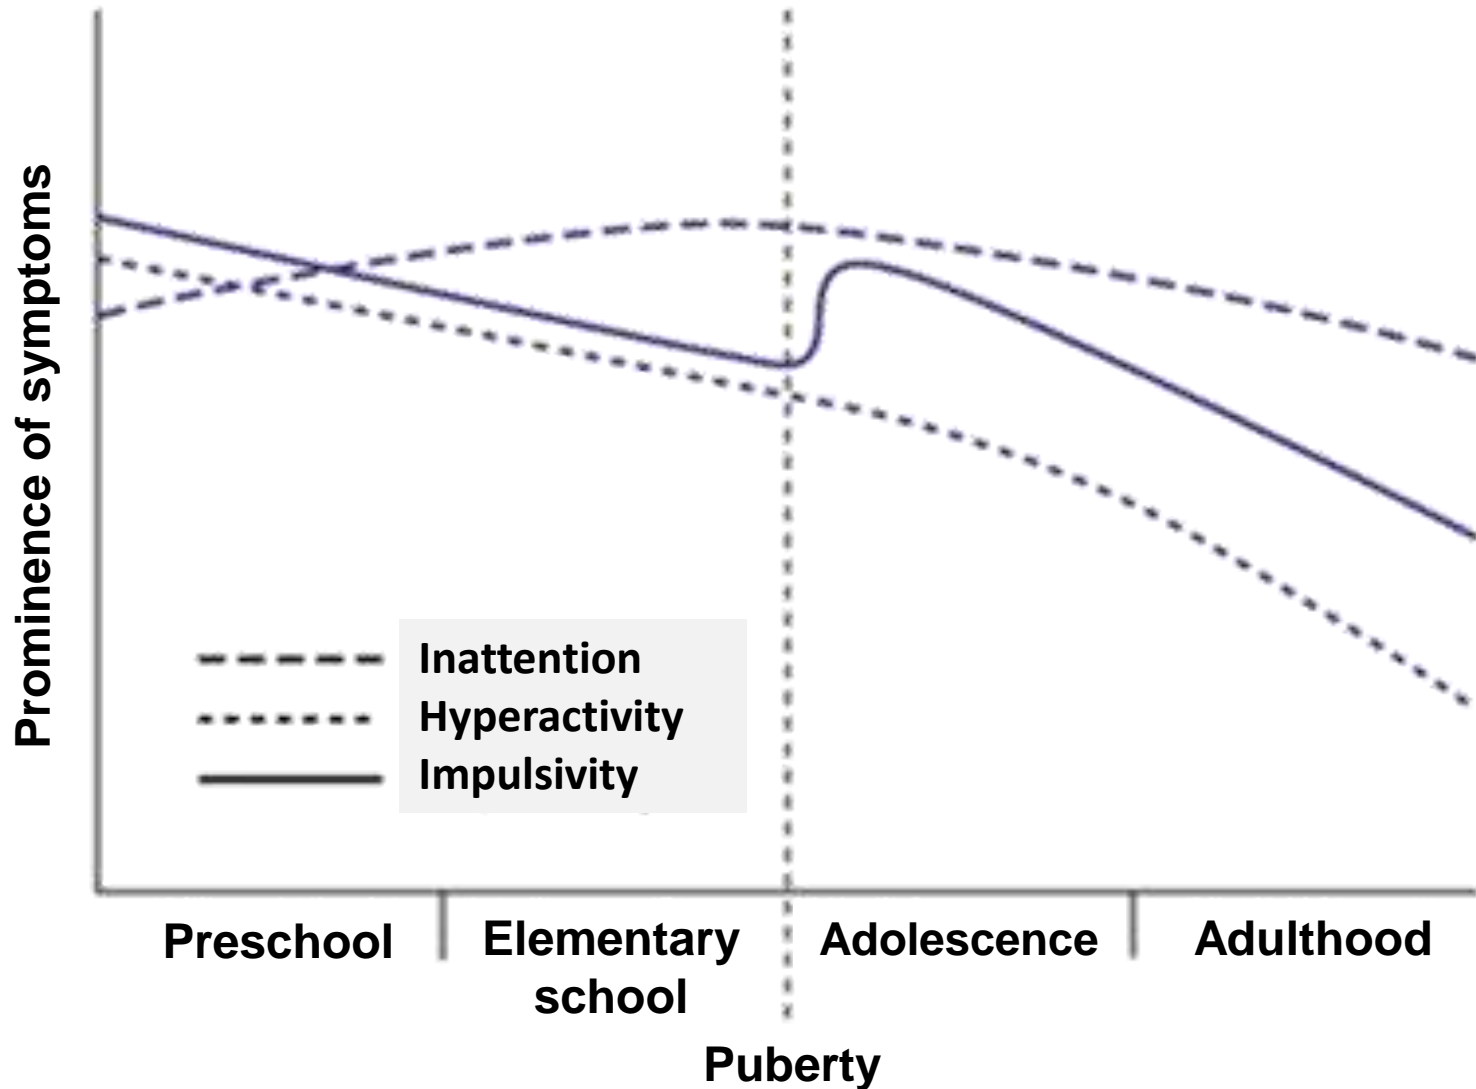 Prominence of symptoms
Inattention
Hyperactivity
Impulsivity
Preschool
Elementary
school
Adolescence
Adulthood
Puberty